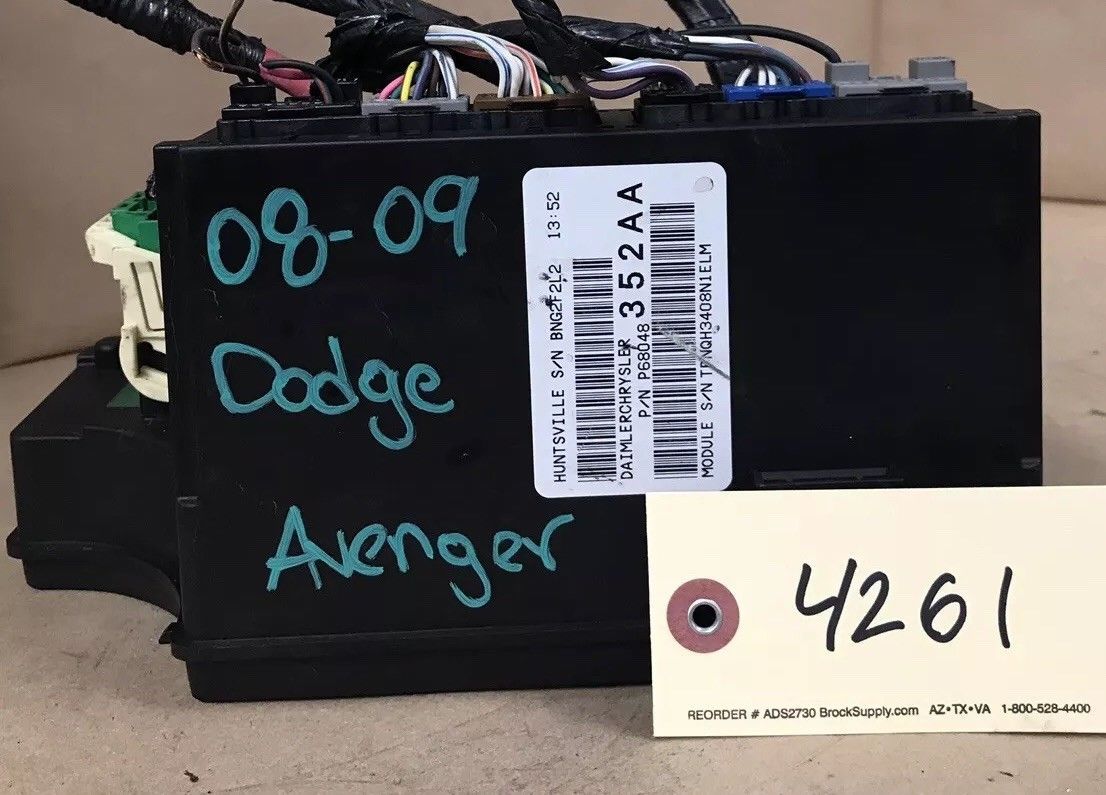 08-09
Dodge
Avenger
HUNTSVILLE S/N BNG2F2L2 13:52
DAIMLERCHRYSLER
P/N P68048 352AA
MODULE S/N
4261
REORDER # ADS2730 BrockSupply.com AZ•TX•VA 1-800-528-4400